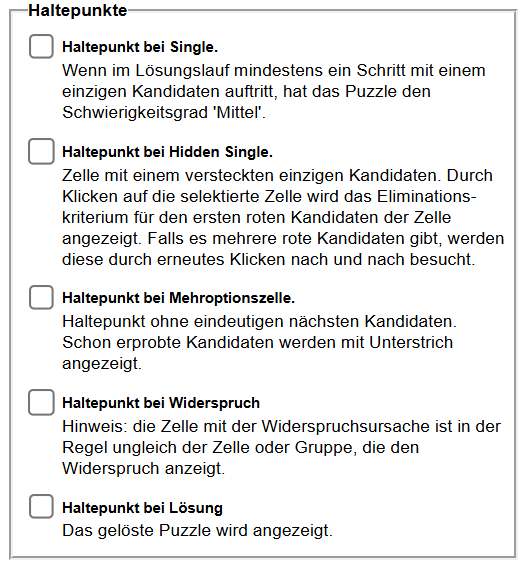 Haltepunkte
Haltepunkt bei Single.
Wenn im Lösungslauf mindestens ein Schritt mit einem
einzigen Kandidaten auftritt, hat das Puzzle den
Schwierigkeitsgrad 'Mittel'.
Haltepunkt bei Hidden Single.
Zelle mit einem versteckten einzigen Kandidaten. Durch
Klicken auf die selektierte Zelle wird das Eliminations-
kriterium für den ersten roten Kandidaten der Zelle
angezeigt. Falls es mehrere rote Kandidaten gibt, werden
diese durch erneutes Klicken nach und nach besucht.
Haltepunkt bei Mehroptionszelle.
Haltepunkt ohne eindeutigen nächsten Kandidaten.
Schon erprobte Kandidaten werden mit Unterstrich
angezeigt.
Haltepunkt bei Widerspruch
Hinweis: die Zelle mit der Widerspruchsursache ist in der
Regel ungleich der Zelle oder Gruppe, die den
Widerspruch anzeigt.
Haltepunkt bei Lösung
Das gelöste Puzzle wird angezeigt.